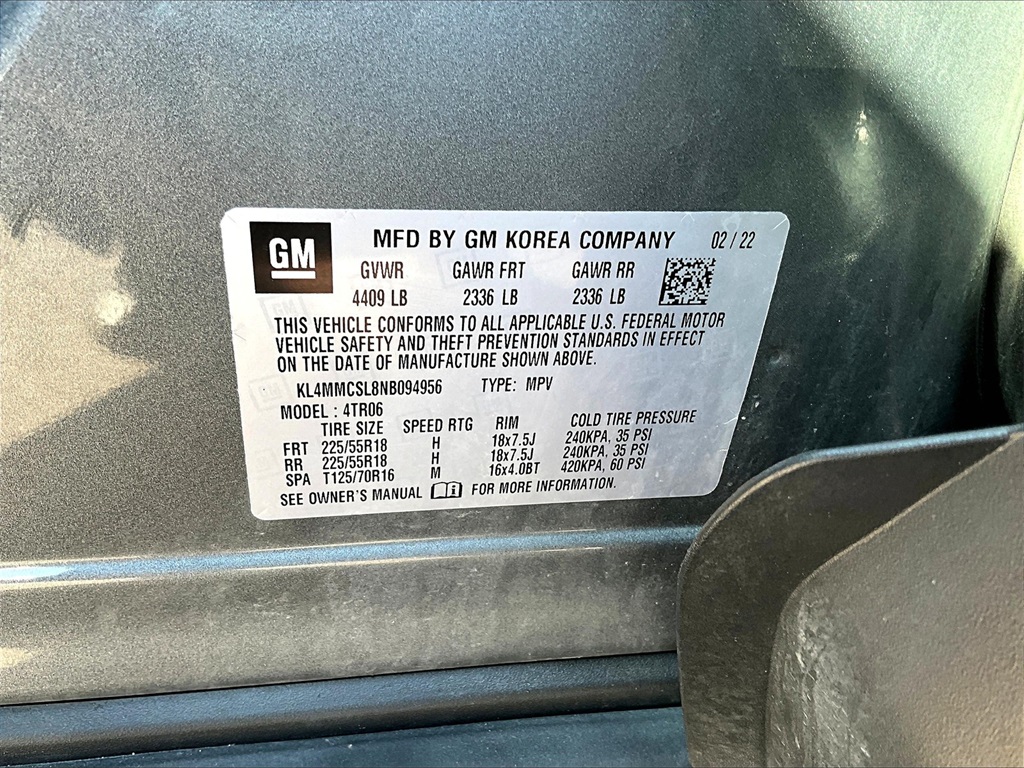 GM MFD BY GM KOREA COMPANY 02 / 22
GVWR GAWR FRT GAWR RR
4409 LB 2336 LB 2336 LB
THIS VEHICLE CONFORMS TO ALL APPLICABLE U.S. FEDERAL MOTOR
VEHICLE SAFETY AND THEFT PREVENTION STANDARDS IN EFFECT
ON THE DATE OF MANUFACTURE SHOWN ABOVE.
KL4MMCSL8NB094956 TYPE: MPV
MODEL : 4TR06
TIRE SIZE SPEED RTG RIM COLD TIRE PRESSURE
FRT 225/55R18 H 18x7.5J 240KPA, 35 PSI
RR 225/55R18 H 18x7.5J 240KPA, 35 PSI
SPA T125/70R16 M 16x4.0BT 420KPA, 60 PSI
SEE OWNER'S MANUAL FOR MORE INFORMATION.